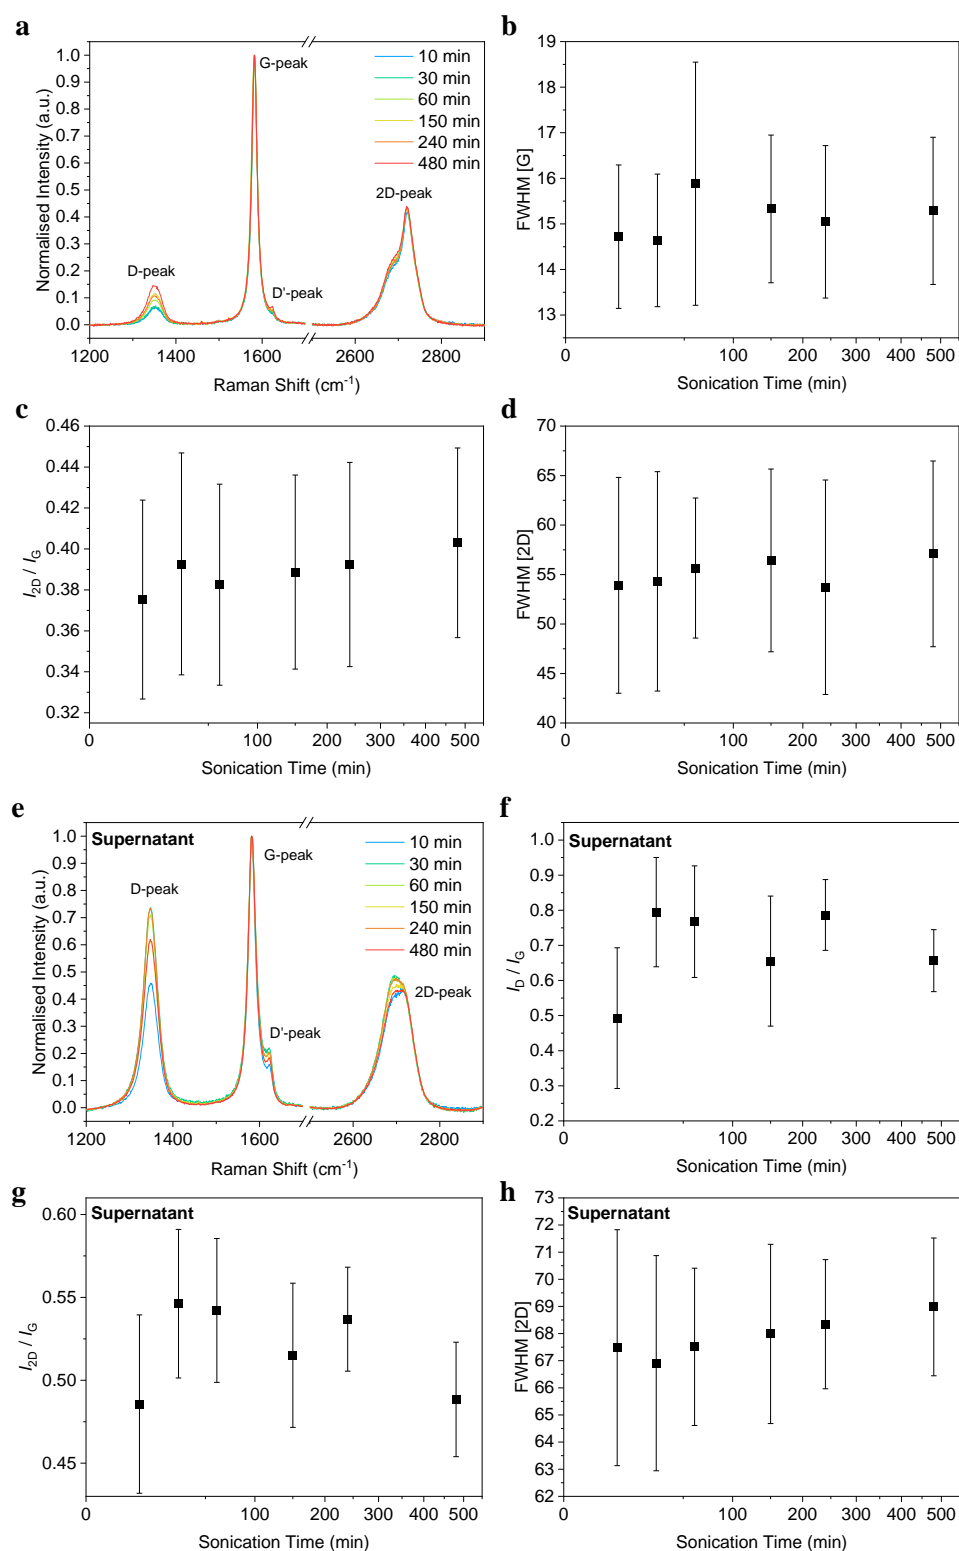 a
Normalised Intensity (a.u.)
1.0
0.9
0.8
0.7
0.6
0.5
0.4
0.3
0.2
0.1
0.0
G-peak
D-peak
D'-peak
2D-peak
10 min
30 min
60 min
150 min
240 min
480 min
1200 1400 1600 2600 2800
Raman Shift (cm⁻¹)
b
FWHM [G]
19
18
17
16
15
14
13
0 100 200 300 400 500
Sonication Time (min)
c
I2D / IG
0.46
0.44
0.42
0.40
0.38
0.36
0.34
0.32
0 100 200 300 400 500
Sonication Time (min)
d
FWHM [2D]
70
65
60
55
50
45
40
0 100 200 300 400 500
Sonication Time (min)
e
Supernatant
Normalised Intensity (a.u.)
1.0
0.9
0.8
0.7
0.6
0.5
0.4
0.3
0.2
0.1
0.0
G-peak
D-peak
D'-peak
2D-peak
10 min
30 min
60 min
150 min
240 min
480 min
1200 1400 1600 2600 2800
Raman Shift (cm⁻¹)
f
Supernatant
ID / IG
1.0
0.9
0.8
0.7
0.6
0.5
0.4
0.3
0.2
0 100 200 300 400 500
Sonication Time (min)
g
Supernatant
I2D / IG
0.60
0.55
0.50
0.45
0 100 200 300 400 500
Sonication Time (min)
h
Supernatant
FWHM [2D]
73
72
71
70
69
68
67
66
65
64
63
62
0 100 200 300 400 500
Sonication Time (min)